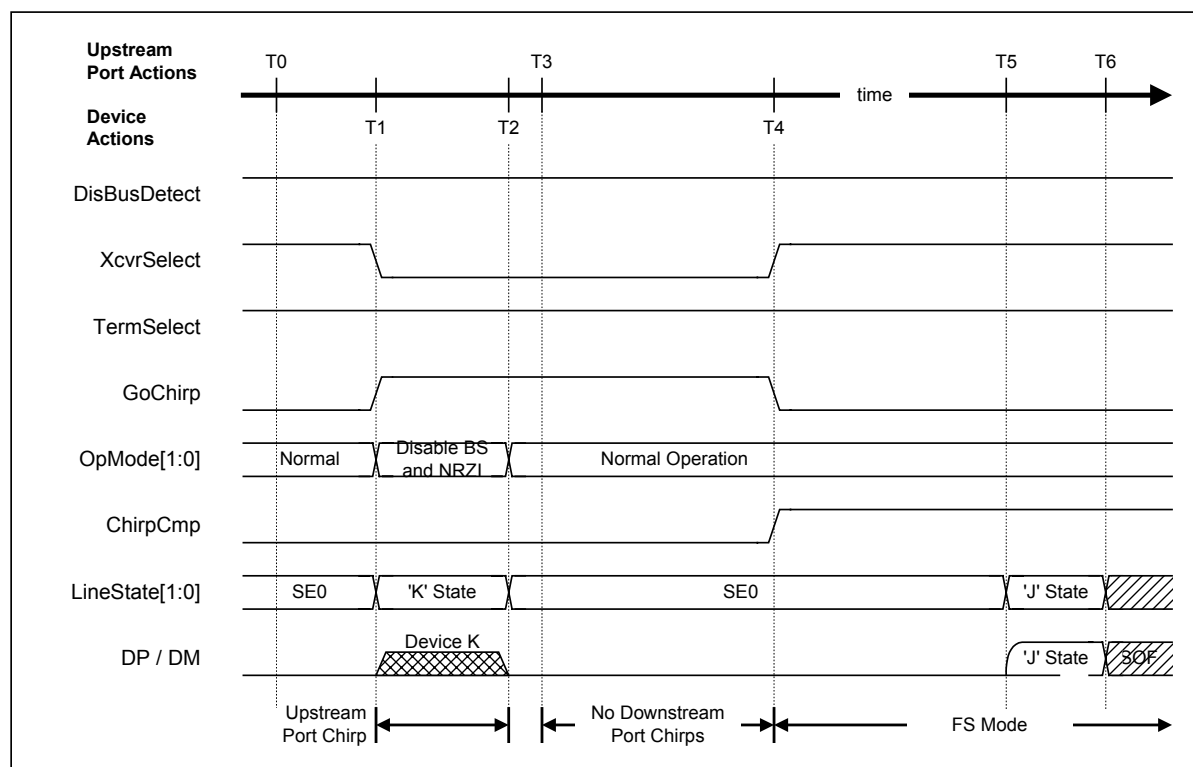 Upstream
Port Actions
T0
T3
T5
T6
time
Device
Actions
T1
T2
T4
DisBusDetect
XcvrSelect
TermSelect
GoChirp
OpMode[1:0]
Normal
Disable BS
and NRZI
Normal Operation
ChirpCmp
LineState[1:0]
SE0
'K' State
SE0
'J' State
Device K
DP / DM
'J' State
SOF
Upstream
Port Chirp
No Downstream
Port Chirps
FS Mode